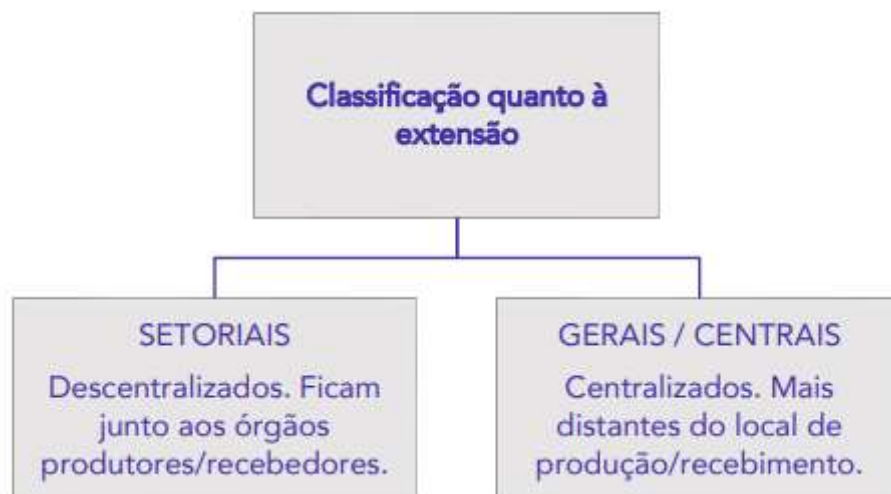 Classificação quanto à
extensão
SETORIAIS
Descentralizados. Ficam
junto aos órgãos
produtores/recebedores.
GERAIS / CENTRAIS
Centralizados. Mais
distantes do local de
produção/recebimento.